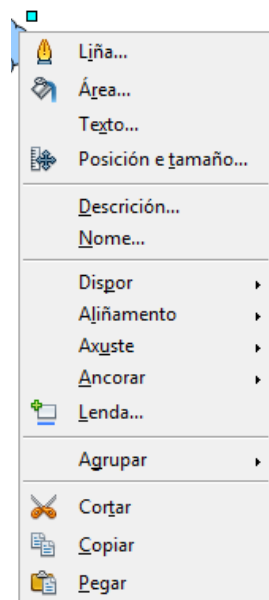 Liña...
Área...
Texto...
Posición e tamaño...
Descrición...
Nome...
Dispor
Aliñamento
Axuste
Ancorar
Lenda...
Agrupar
Cortar
Copiar
Pegar